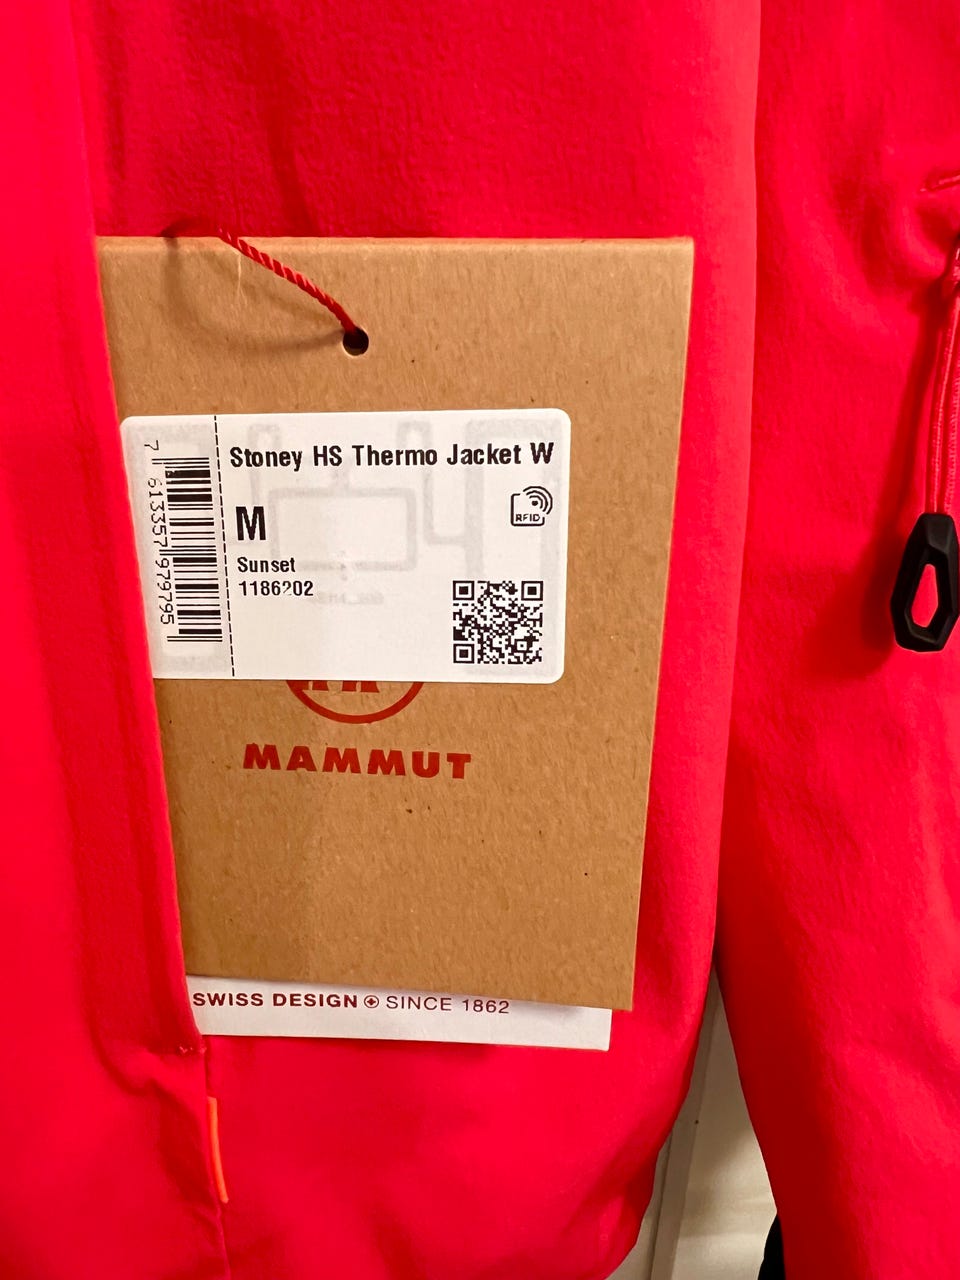 Stoney HS Thermo Jacket W
M
RFID
Sunset
1186202
7 613357 979795
MAMMUT
SWISS DESIGN SINCE 1862